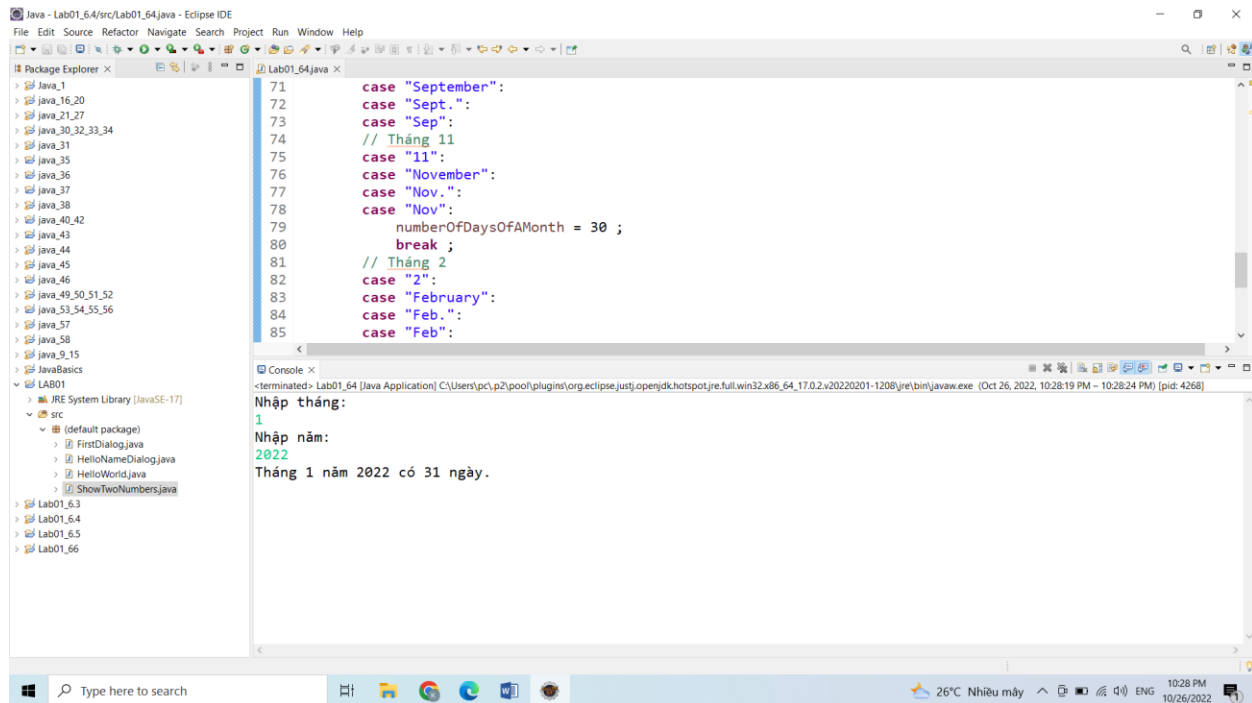 Java - Lab01_6.4/src/Lab01_64.java - Eclipse IDE
File Edit Source Refactor Navigate Search Project Run Window Help
Package Explorer
Java_1
java_16_20
java_21_27
java_30_32_33_34
java_31
java_35
java_36
java_37
java_38
java_40_42
java_43
java_44
java_45
java_46
java_49_50_51_52
java_53_54_55_56
java_57
java_58
java_9_15
JavaBasics
LAB01
JRE System Library [JavaSE-17]
src
(default package)
FirstDialog.java
HelloNameDialog.java
HelloWorld.java
ShowTwoNumbers.java
Lab01_6.3
Lab01_6.4
Lab01_6.5
Lab01_66
Lab01_64.java
71 case "September":
72 case "Sept.":
73 case "Sep":
74 // Tháng 11
75 case "11":
76 case "November":
77 case "Nov.":
78 case "Nov":
79 numberOfDaysOfAMonth = 30 ;
80 break ;
81 // Tháng 2
82 case "2":
83 case "February":
84 case "Feb.":
85 case "Feb":
Console
<terminated> Lab01_64 [Java Application] C:\Users\pc\.p2\pool\plugins\org.eclipse.justj.openjdk.hotspot.jre.full.win32.x86_64_17.0.2.v20220201-1208\jre\bin\javaw.exe (Oct 26, 2022, 10:28:19 PM – 10:28:24 PM) [pid: 4268]
Nhập tháng:
1
Nhập năm:
2022
Tháng 1 năm 2022 có 31 ngày.
Type here to search
26°C Nhiều mây
ENG
10:28 PM
10/26/2022